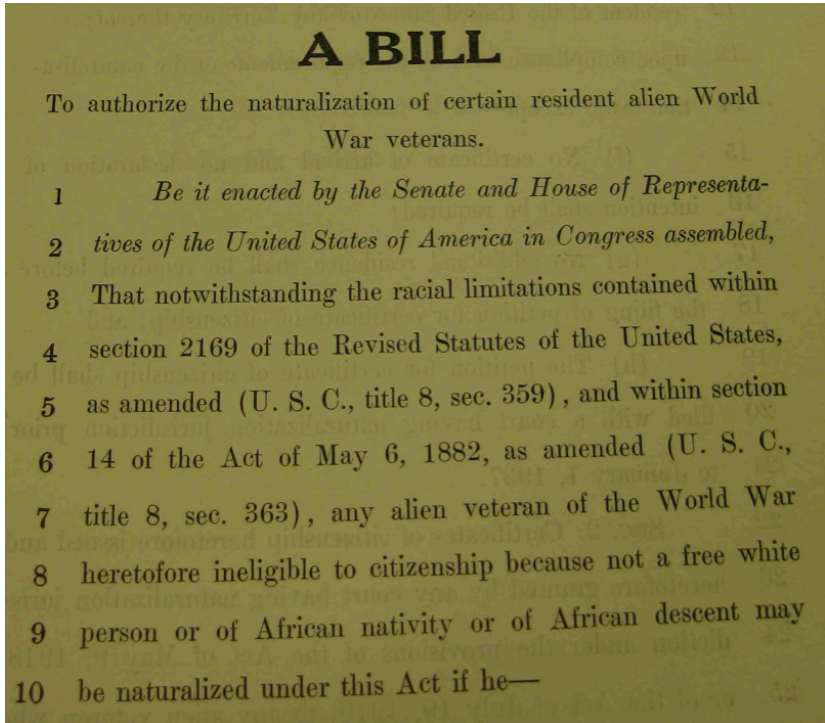 A BILL
To authorize the naturalization of certain resident alien World
War veterans.
1 Be it enacted by the Senate and House of Representa-
2 tives of the United States of America in Congress assembled,
3 That notwithstanding the racial limitations contained within
4 section 2169 of the Revised Statutes of the United States,
5 as amended (U. S. C., title 8, sec. 359), and within section
6 14 of the Act of May 6, 1882, as amended (U. S. C.,
7 title 8, sec. 363), any alien veteran of the World War
8 heretofore ineligible to citizenship because not a free white
9 person or of African nativity or of African descent may
10 be naturalized under this Act if he—